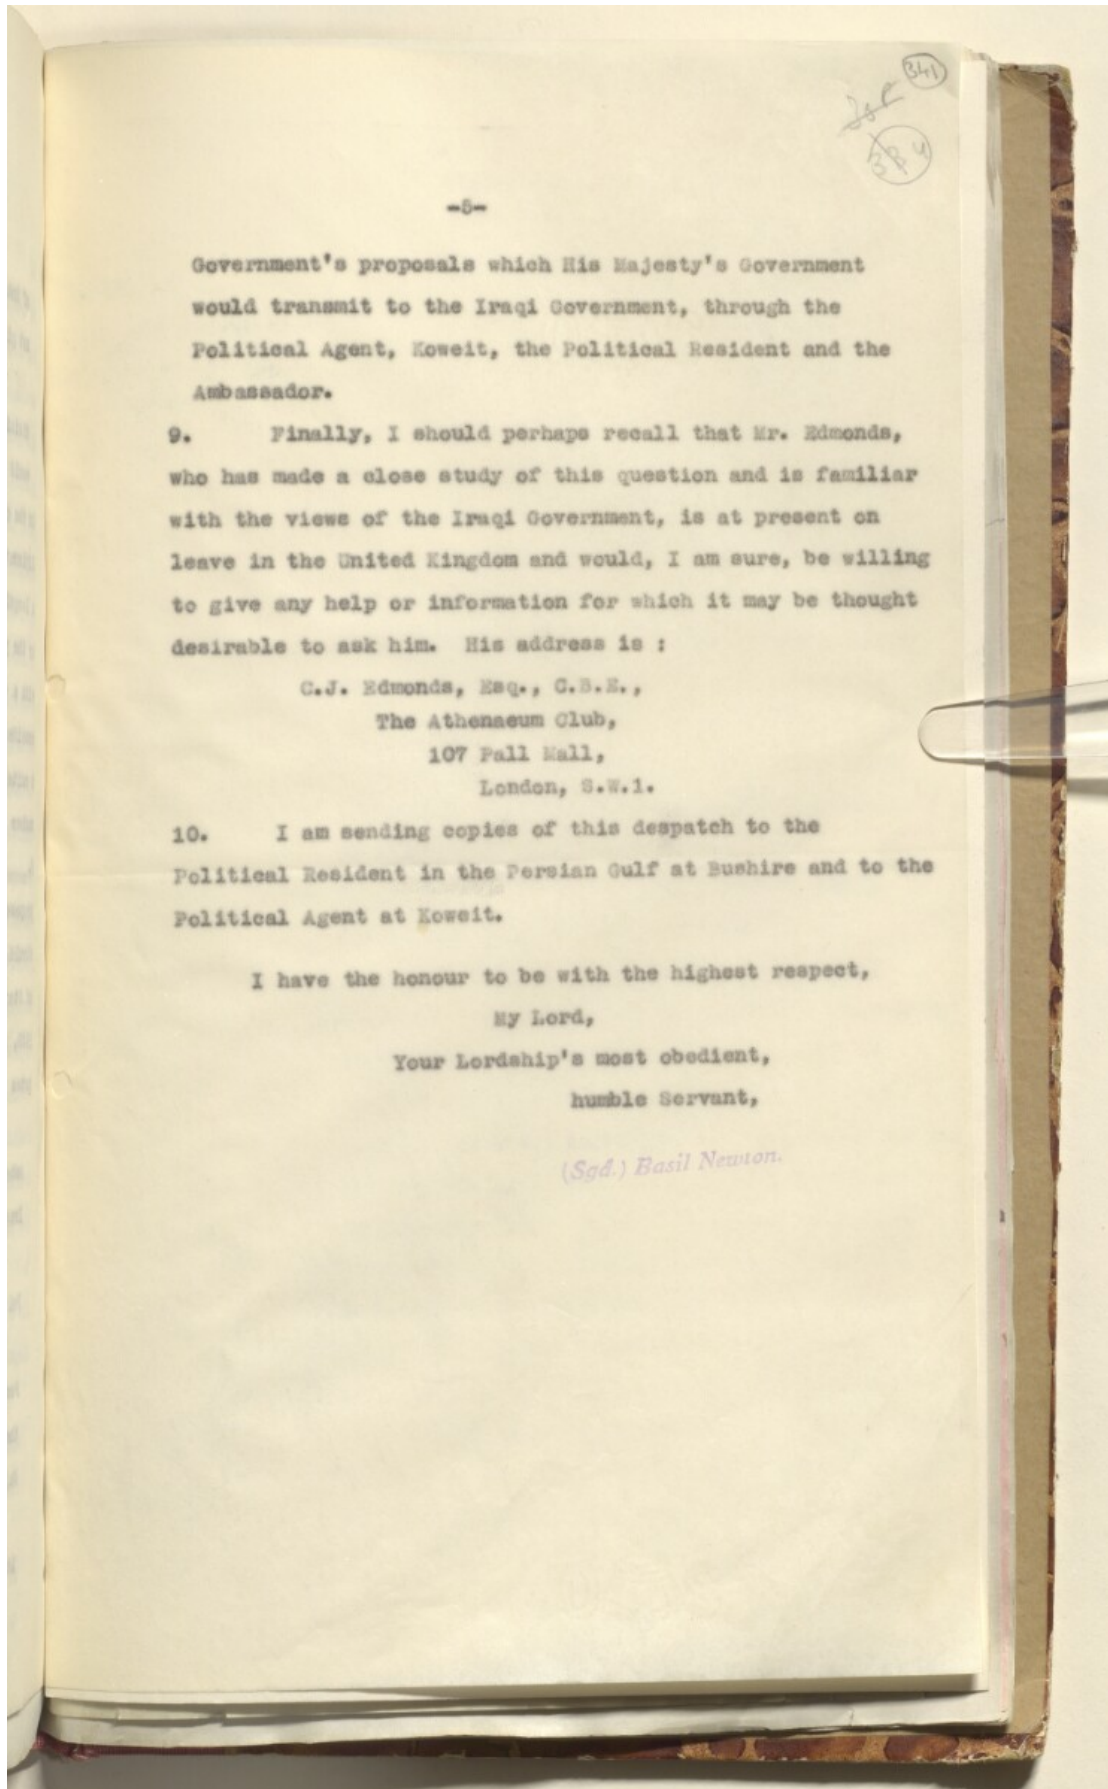 341
-5-
Government's proposals which His Majesty's Government
would transmit to the Iraqi Government, through the
Political Agent, Koweit, the Political Resident and the
Ambassador.
9. Finally, I should perhaps recall that Mr. Edmonds,
who has made a close study of this question and is familiar
with the views of the Iraqi Government, is at present on
leave in the United Kingdom and would, I am sure, be willing
to give any help or information for which it may be thought
desirable to ask him. His address is :
C.J. Edmonds, Esq., C.B.E.,
The Athenaeum Club,
107 Pall Mall,
London, S.W.1.
10. I am sending copies of this despatch to the
Political Resident in the Persian Gulf at Bushire and to the
Political Agent at Koweit.
I have the honour to be with the highest respect,
My Lord,
Your Lordship's most obedient,
humble Servant,
(Sgd.) Basil Newton.